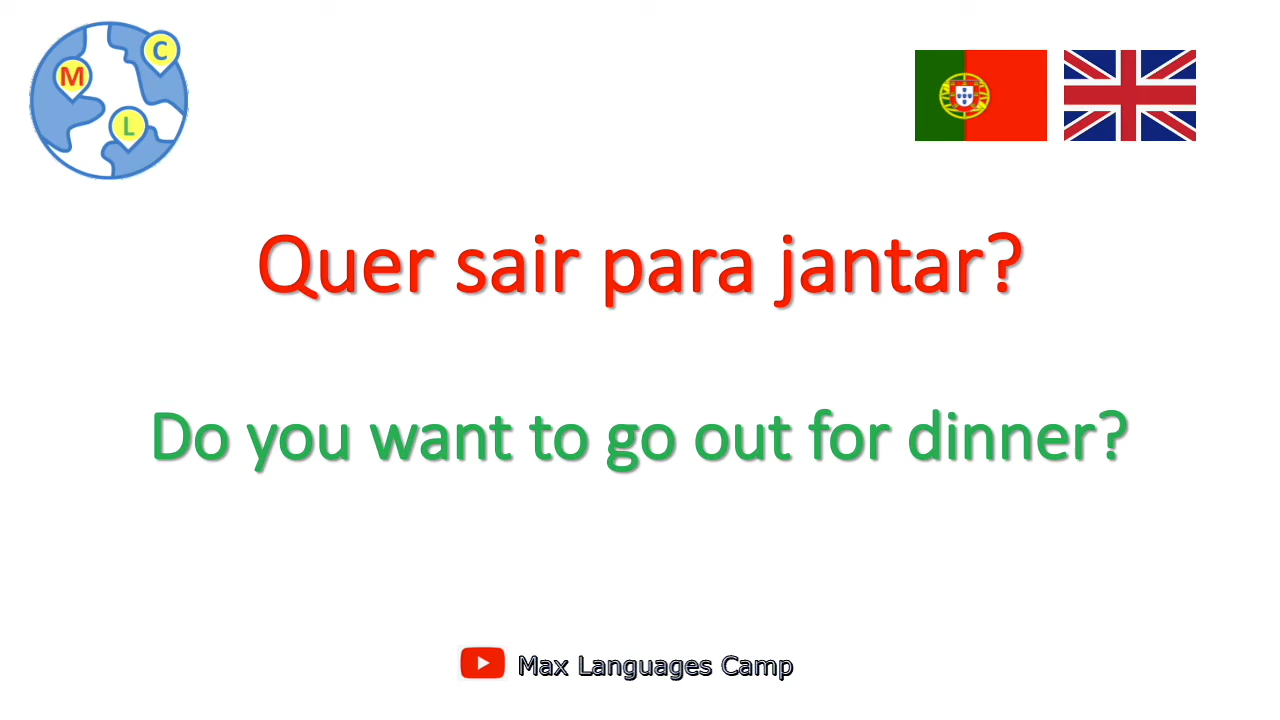 M
C
L
Quer sair para jantar?
Do you want to go out for dinner?
Max Languages Camp